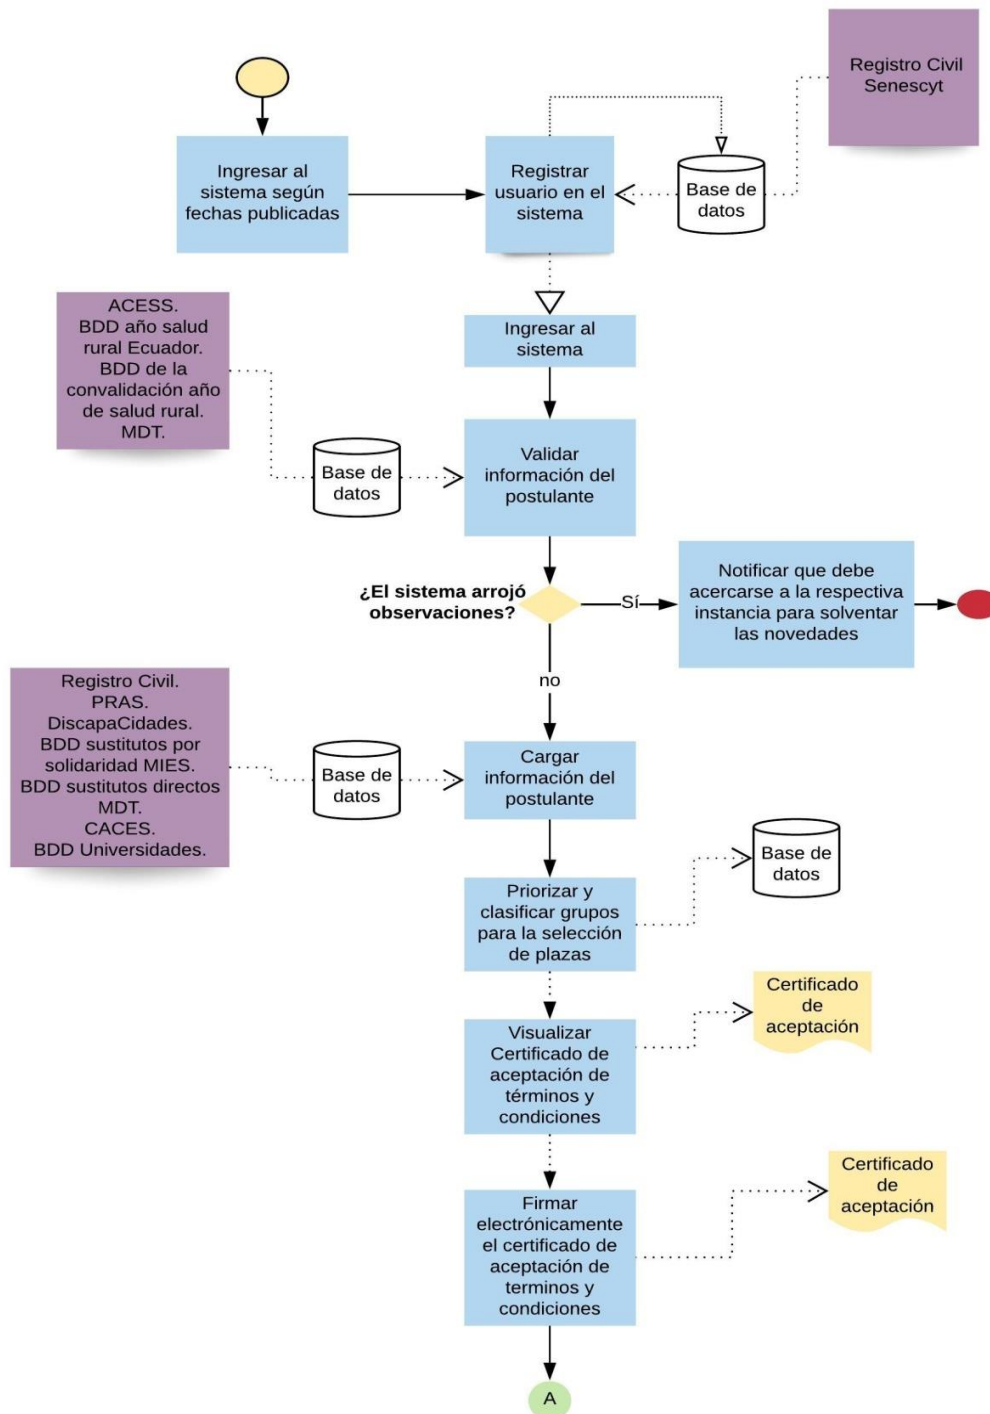 Registro Civil
Senescyt
Ingresar al
sistema según
fechas publicadas
Registrar
usuario en el
sistema
Base de
datos
ACESS.
BDD año salud
rural Ecuador.
BDD de la
convalidación año
de salud rural.
MDT.
Ingresar al
sistema
Base de
datos
Validar
información del
postulante
¿El sistema arrojó
observaciones?
Sí
Notificar que debe
acercarse a la respectiva
instancia para solventar
las novedades
no
Registro Civil.
PRAS.
DiscapaCidades.
BDD sustitutos por
solidaridad MIES.
BDD sustitutos directos
MDT.
CACES.
BDD Universidades.
Base de
datos
Cargar
información del
postulante
Base de
datos
Priorizar y
clasificar grupos
para la selección
de plazas
Certificado
de
aceptación
Visualizar
Certificado de
aceptación de
términos y
condiciones
Certificado
de
aceptación
Firmar
electrónicamente
el certificado de
aceptación de
terminos y
condiciones
A